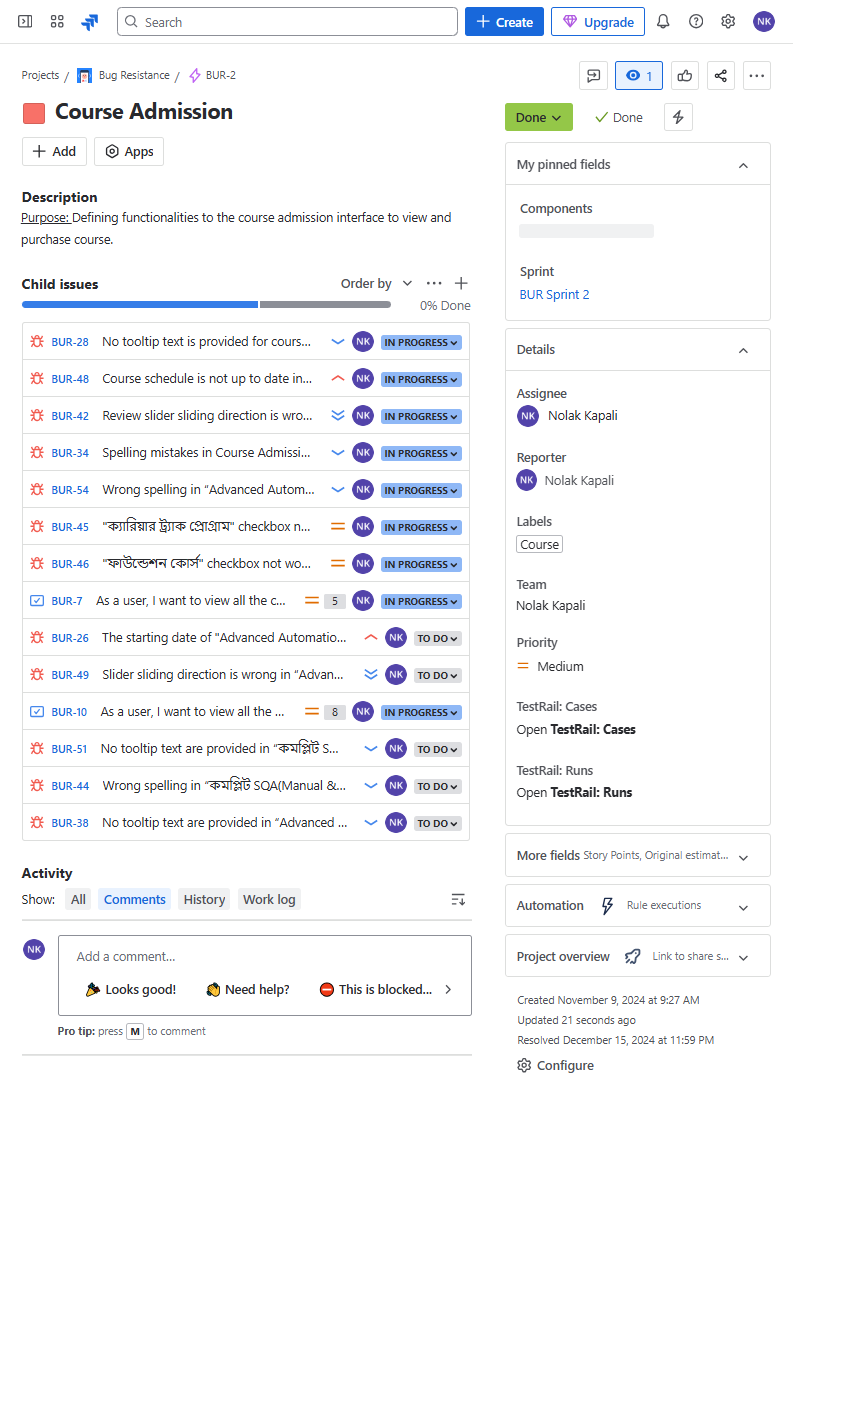 Search
Create
Upgrade
NK
Projects / Bug Resistance / BUR-2
1
Course Admission
Add
Apps
Description
Purpose: Defining functionalities to the course admission interface to view and
purchase course.
Child issues
Order by
0% Done
BUR-28 No tooltip text is provided for cours... NK IN PROGRESS
BUR-48 Course schedule is not up to date in... NK IN PROGRESS
BUR-42 Review slider sliding direction is wro... NK IN PROGRESS
BUR-34 Spelling mistakes in Course Admissi... NK IN PROGRESS
BUR-54 Wrong spelling in “Advanced Autom... NK IN PROGRESS
BUR-45 "ক্যারিয়ার ট্র্যাক প্রোগ্রাম" checkbox n... NK IN PROGRESS
BUR-46 "ফাউন্ডেশন কোর্স" checkbox not wo... NK IN PROGRESS
BUR-7 As a user, I want to view all the c... 5 NK IN PROGRESS
BUR-26 The starting date of "Advanced Automatio... NK TO DO
BUR-49 Slider sliding direction is wrong in “Advan... NK TO DO
BUR-10 As a user, I want to view all the ... 8 NK IN PROGRESS
BUR-51 No tooltip text are provided in “কমপ্লিট S... NK TO DO
BUR-44 Wrong spelling in “কমপ্লিট SQA(Manual &... NK TO DO
BUR-38 No tooltip text are provided in “Advanced ... NK TO DO
Activity
Show: All Comments History Work log
NK
Add a comment...
Looks good! Need help? This is blocked...
Pro tip: press M to comment
Done
Done
My pinned fields
Components
Sprint
BUR Sprint 2
Details
Assignee
NK Nolak Kapali
Reporter
NK Nolak Kapali
Labels
Course
Team
Nolak Kapali
Priority
Medium
TestRail: Cases
Open TestRail: Cases
TestRail: Runs
Open TestRail: Runs
More fields Story Points, Original estimat...
Automation Rule executions
Project overview Link to share s...
Created November 9, 2024 at 9:27 AM
Updated 21 seconds ago
Resolved December 15, 2024 at 11:59 PM
Configure